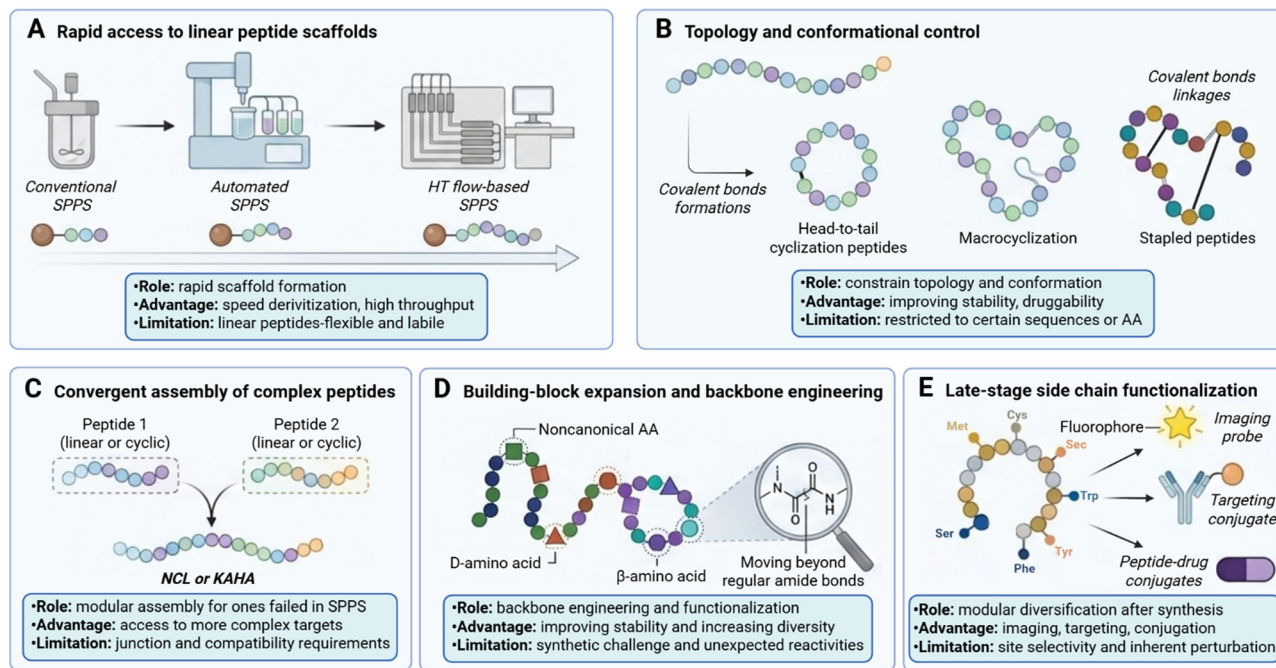 A Rapid access to linear peptide scaffolds
Conventional SPPS
Automated SPPS
HT flow-based SPPS
•Role: rapid scaffold formation
•Advantage: speed derivitization, high throughput
•Limitation: linear peptides-flexible and labile
B Topology and conformational control
Covalent bonds formations
Head-to-tail cyclization peptides
Macrocyclization
Covalent bonds linkages
Stapled peptides
•Role: constrain topology and conformation
•Advantage: improving stability, druggability
•Limitation: restricted to certain sequences or AA
C Convergent assembly of complex peptides
Peptide 1
(linear or cyclic)
Peptide 2
(linear or cyclic)
NCL or KAHA
•Role: modular assembly for ones failed in SPPS
•Advantage: access to more complex targets
•Limitation: junction and compatibility requirements
D Building-block expansion and backbone engineering
Noncanonical AA
D-amino acid
β-amino acid
N
O
O
N
H
Moving beyond
regular amide bonds
•Role: backbone engineering and functionalization
•Advantage: improving stability and increasing diversity
•Limitation: synthetic challenge and unexpected reactivities
E Late-stage side chain functionalization
Met
Cys
Sec
Trp
Tyr
Phe
Ser
Fluorophore
Imaging
probe
Targeting
conjugate
Peptide-drug
conjugates
•Role: modular diversification after synthesis
•Advantage: imaging, targeting, conjugation
•Limitation: site selectivity and inherent perturbation